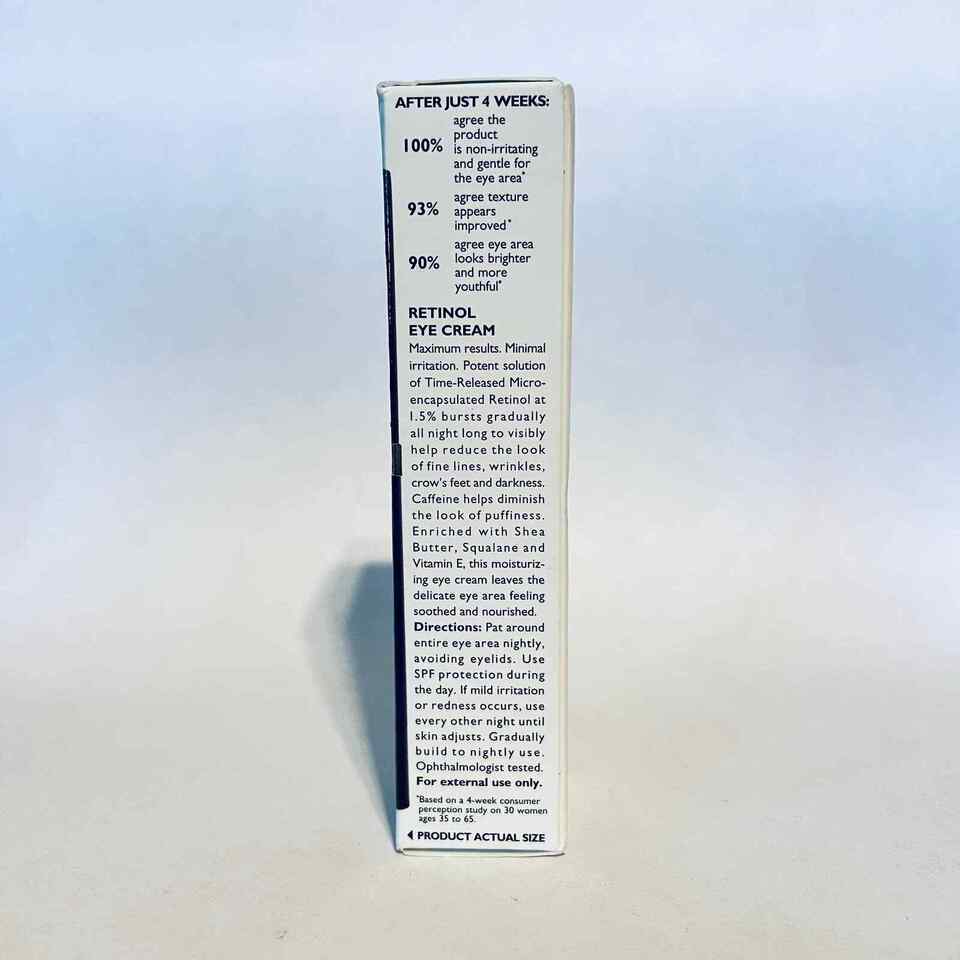 AFTER JUST 4 WEEKS:
100% agree the
product
is non-irritating
and gentle for
the eye area*
93% agree texture
appears
improved*
90% agree eye area
looks brighter
and more
youthful*
RETINOL
EYE CREAM
Maximum results. Minimal
irritation. Potent solution
of Time-Released Micro-
encapsulated Retinol at
1.5% bursts gradually
all night long to visibly
help reduce the look
of fine lines, wrinkles,
crow's feet and darkness.
Caffeine helps diminish
the look of puffiness.
Enriched with Shea
Butter, Squalane and
Vitamin E, this moisturiz-
ing eye cream leaves the
delicate eye area feeling
soothed and nourished.
Directions: Pat around
entire eye area nightly,
avoiding eyelids. Use
SPF protection during
the day. If mild irritation
or redness occurs, use
every other night until
skin adjusts. Gradually
build to nightly use.
Ophthalmologist tested.
For external use only.
*Based on a 4-week consumer
perception study on 30 women
ages 35 to 65.
◄ PRODUCT ACTUAL SIZE